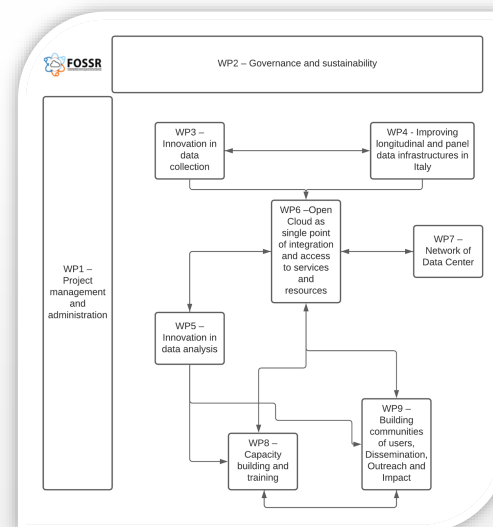 FOSSR
WP2 – Governance and sustainability
WP3 –
Innovation in
data
collection
WP4 - Improving
longitudinal and panel
data infrastructures in
Italy
WP6 –Open
Cloud as
single point
of integration
and access
to services
and
resources
WP7 –
Network of
Data Center
WP1 –
Project
management
and
administration
WP5 –
Innovation in
data analysis
WP8 –
Capacity
building and
training
WP9 –
Building
communities
of users,
Dissemination,
Outreach and
Impact